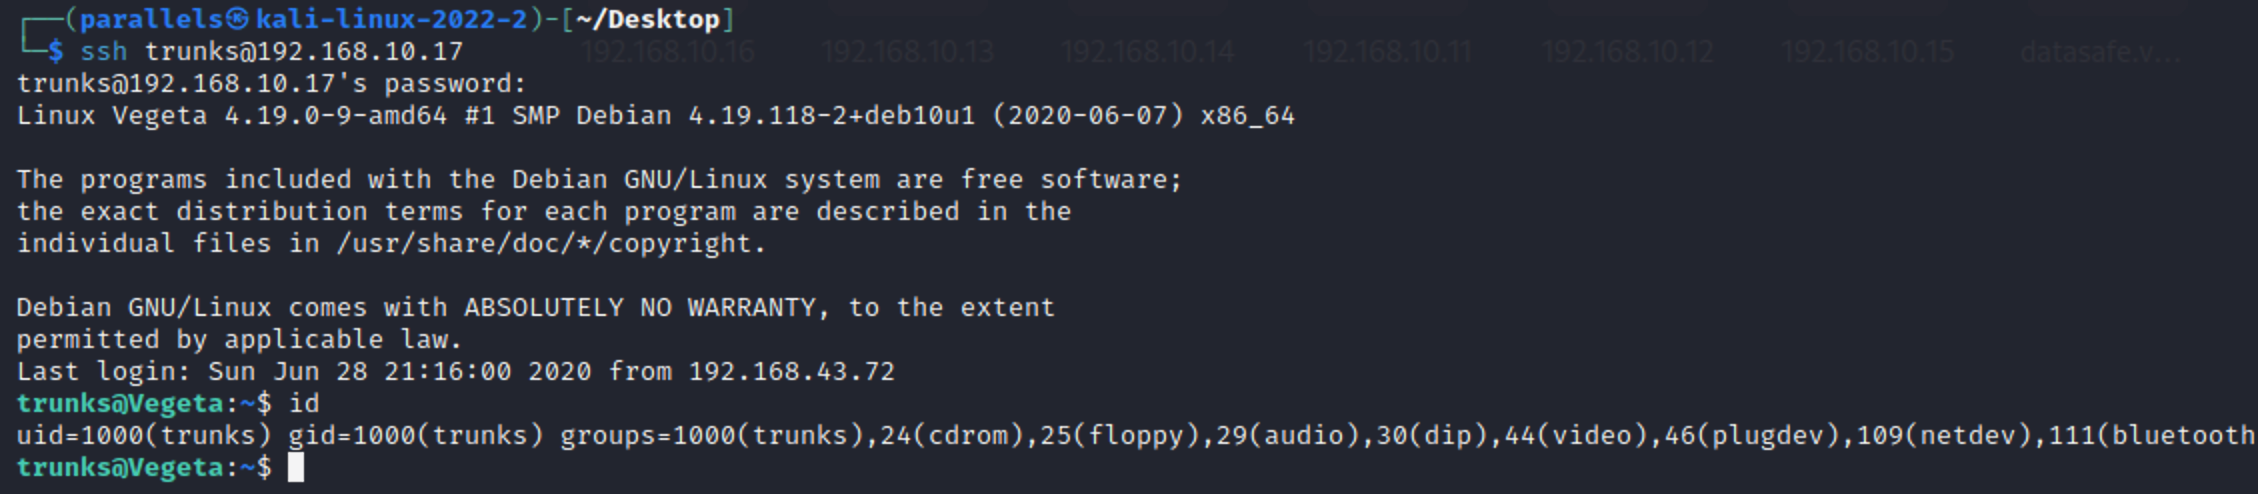 ┌──(parallels㉿kali-linux-2022-2)-[~/Desktop]
└─$ ssh trunks@192.168.10.17
192.168.10.16 192.168.10.13 192.168.10.14 192.168.10.11 192.168.10.12 192.168.10.15 datasafe.v...
trunks@192.168.10.17's password:
Linux Vegeta 4.19.0-9-amd64 #1 SMP Debian 4.19.118-2+deb10u1 (2020-06-07) x86_64
The programs included with the Debian GNU/Linux system are free software;
the exact distribution terms for each program are described in the
individual files in /usr/share/doc/*/copyright.
Debian GNU/Linux comes with ABSOLUTELY NO WARRANTY, to the extent
permitted by applicable law.
Last login: Sun Jun 28 21:16:00 2020 from 192.168.43.72
trunks@Vegeta:~$ id
uid=1000(trunks) gid=1000(trunks) groups=1000(trunks),24(cdrom),25(floppy),29(audio),30(dip),44(video),46(plugdev),109(netdev),111(bluetooth
trunks@Vegeta:~$